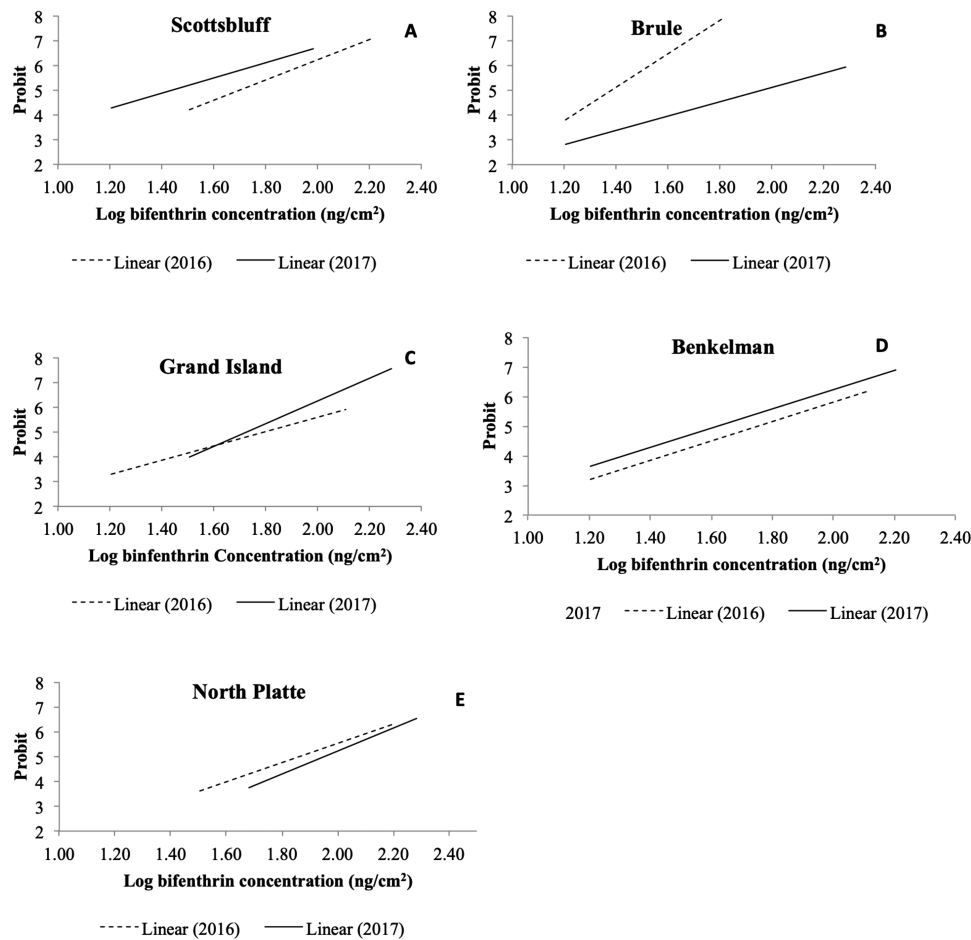 Scottsbluff
A
Probit
8
7
6
5
4
3
2
1.00 1.20 1.40 1.60 1.80 2.00 2.20 2.40
Log bifenthrin concentration (ng/cm²)
Linear (2016) Linear (2017)
Brule
B
Probit
8
7
6
5
4
3
2
1.00 1.20 1.40 1.60 1.80 2.00 2.20 2.40
Log bifenthrin concentration (ng/cm²)
Linear (2016) Linear (2017)
Grand Island
C
Probit
8
7
6
5
4
3
2
1.00 1.20 1.40 1.60 1.80 2.00 2.20 2.40
Log binfenthrin Concentration (ng/cm²)
Linear (2016) Linear (2017)
Benkelman
D
Probit
8
7
6
5
4
3
2
1.00 1.20 1.40 1.60 1.80 2.00 2.20 2.40
Log bifenthrin concentration (ng/cm²)
2017 Linear (2016) Linear (2017)
North Platte
E
Probit
8
7
6
5
4
3
2
1.00 1.20 1.40 1.60 1.80 2.00 2.20 2.40
Log bifenthrin concentration (ng/cm²)
Linear (2016) Linear (2017)